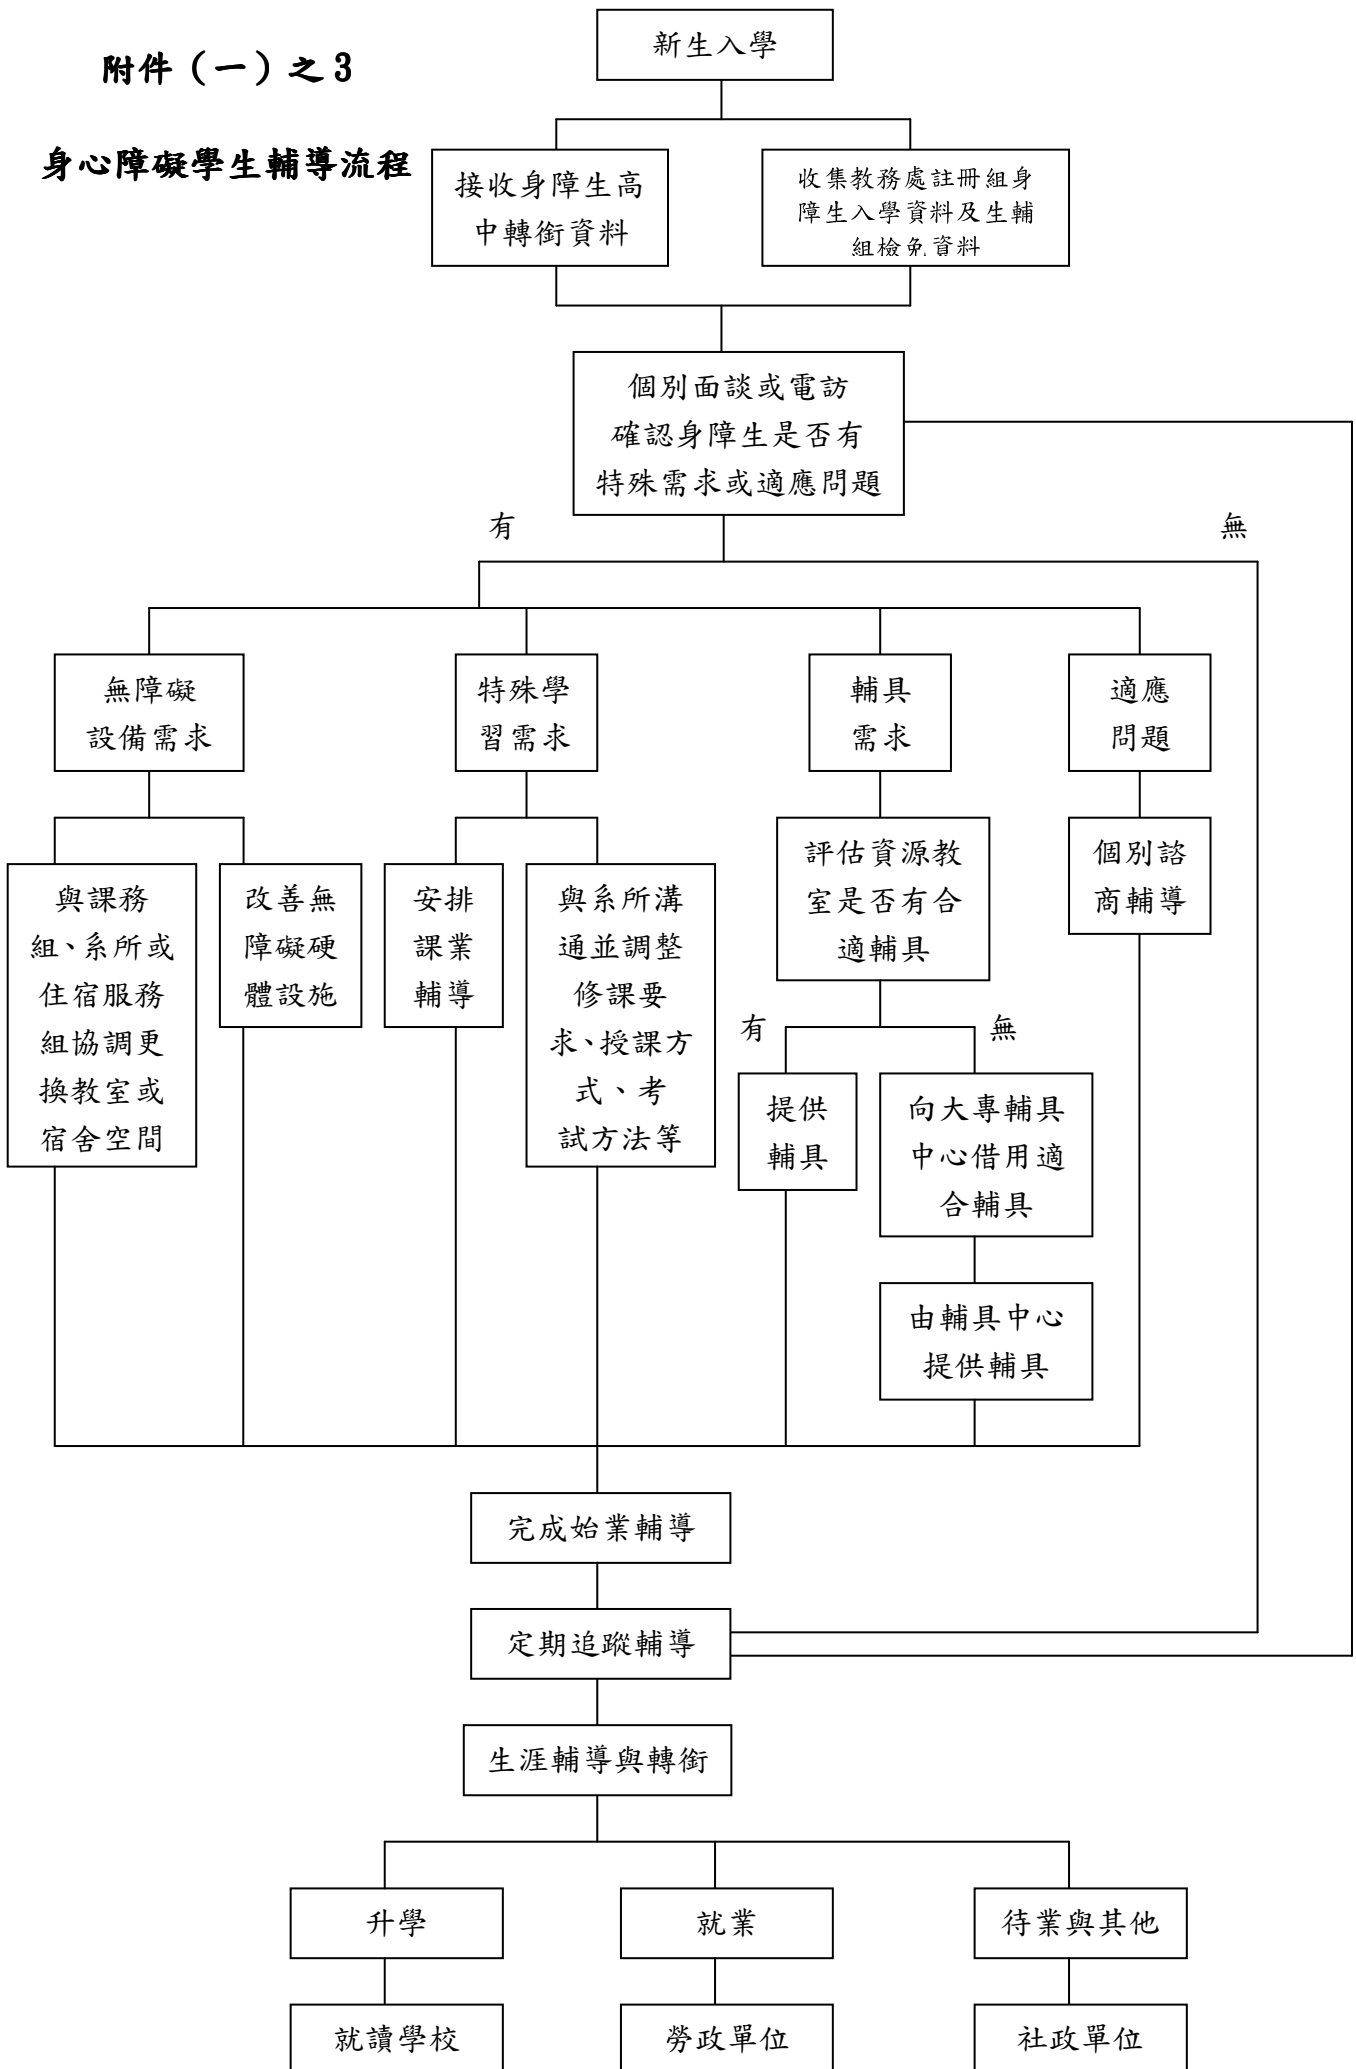 附件（一）之 3
身心障礙學生輔導流程
新生入學
接收身障生高
中轉銜資料
收集教務處註冊組身
障生入學資料及生輔
組檢免資料
個別面談或電訪
確認身障生是否有
特殊需求或適應問題
有
無
無障礙
設備需求
特殊學
習需求
輔具
需求
適應
問題
與課務
組、系所或
住宿服務
組協調更
換教室或
宿舍空間
改善無
障礙硬
體設施
安排
課業
輔導
與系所溝
通並調整
修課要
求、授課方
式、考
試方法等
評估資源教
室是否有合
適輔具
個別諮
商輔導
有
無
提供
輔具
向大專輔具
中心借用適
合輔具
由輔具中心
提供輔具
完成始業輔導
定期追蹤輔導
生涯輔導與轉銜
升學
就業
待業與其他
就讀學校
勞政單位
社政單位